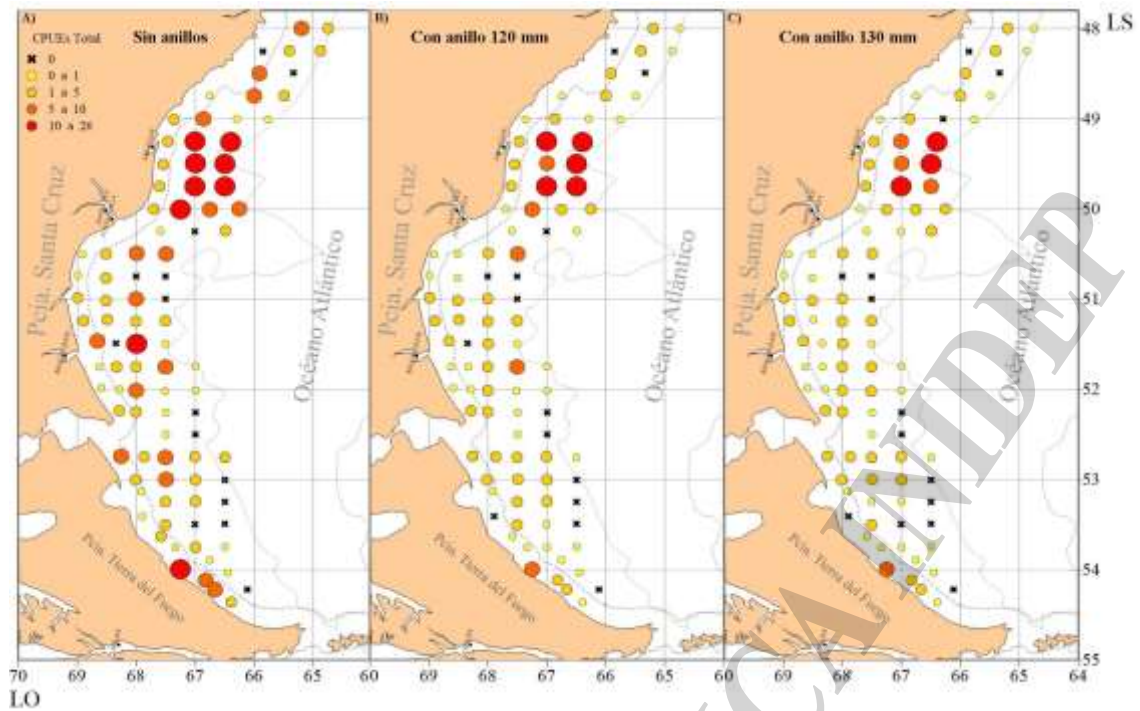 A)
CPUEs Total
Sin anillos
0
0 a 1
1 a 5
5 a 10
10 a 26
Pcia. Santa Cruz
Océano Atlántico
Pcia. Tierra del Fuego
B)
Con anillo 120 mm
Pcia. Santa Cruz
Océano Atlántico
Pcia. Tierra del Fuego
C)
Con anillo 130 mm
Pcia. Santa Cruz
Océano Atlántico
Pcia. Tierra del Fuego
48 LS
49
50
51
52
53
54
55
70 69 68 67 66 65 69 68 67 66 65 69 68 67 66 65 64
LO
INIDEP